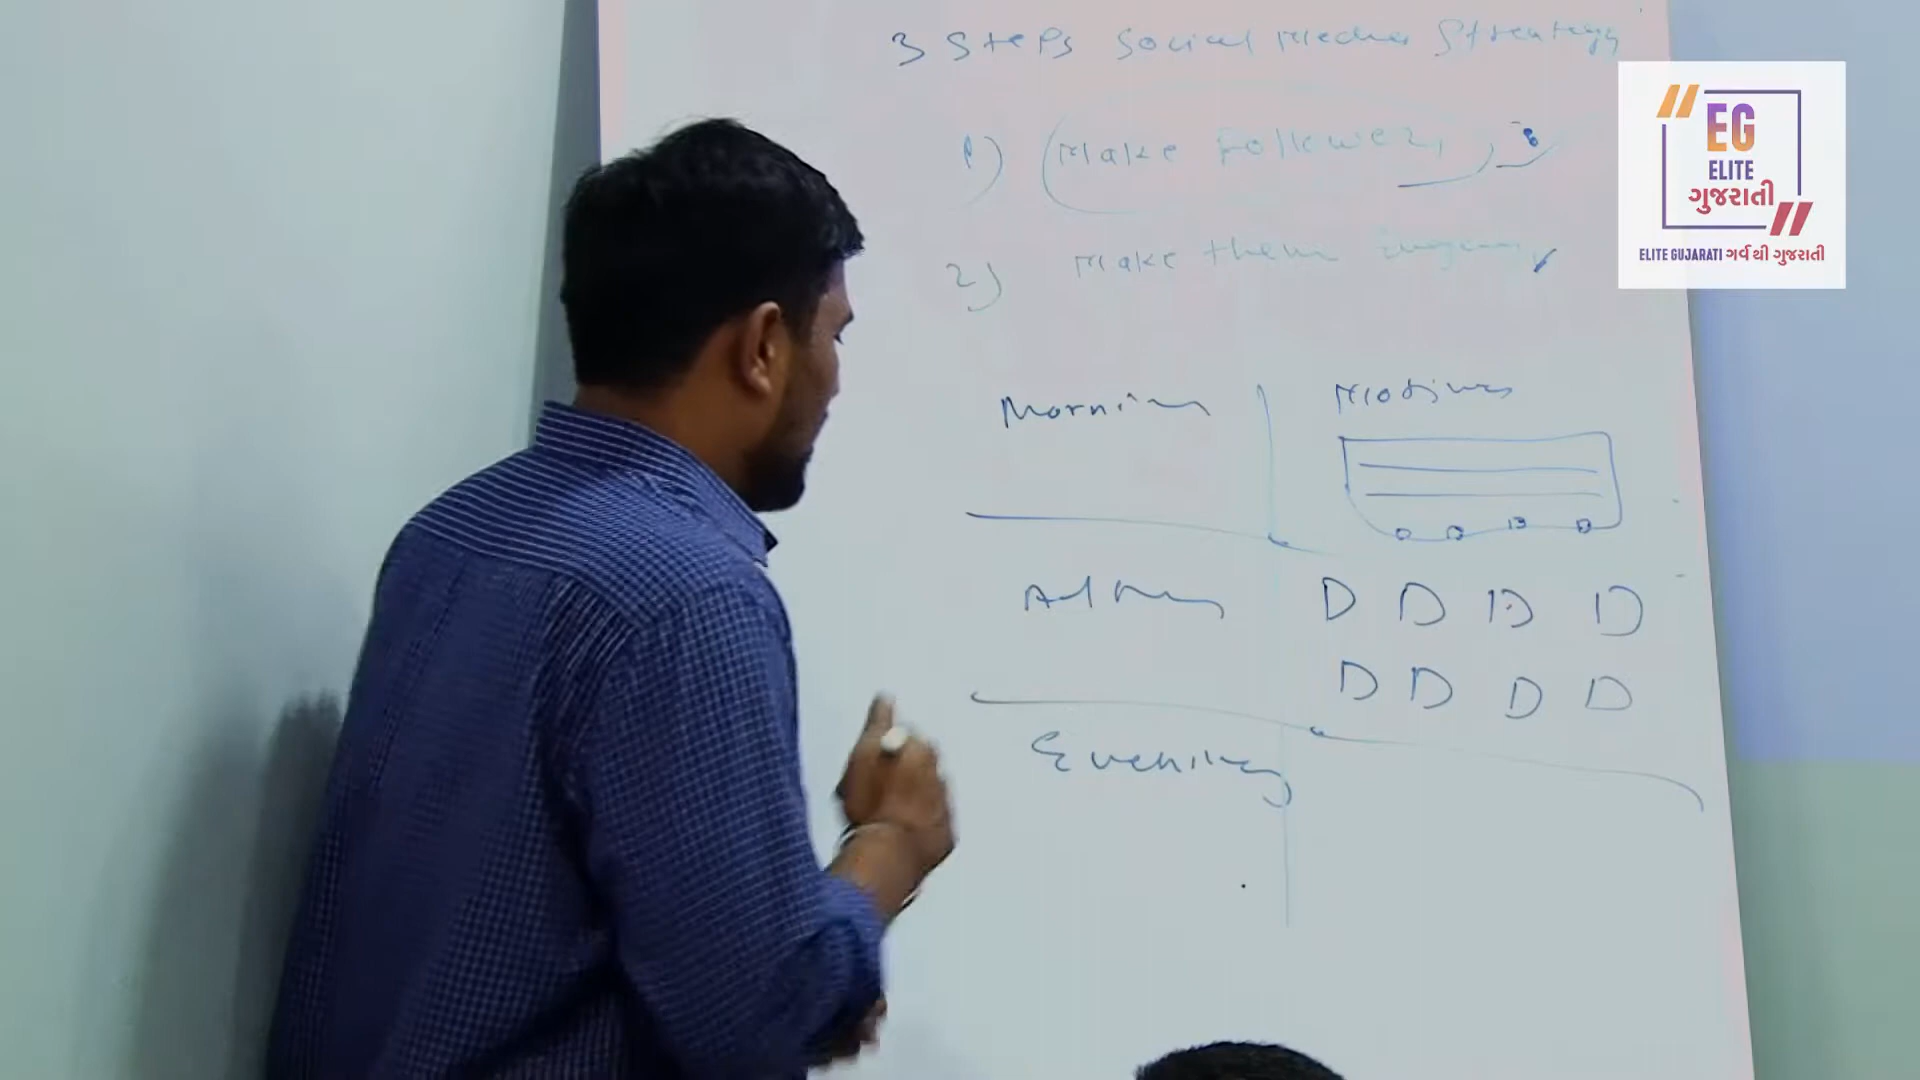 3 Steps Social Media Strategy
1) Make Followers
2) Make them
Morning
D D D D
D D D D
Evening
EG
ELITE
ગુજરાતી
ELITE GUJARATI ગર્વ થી ગુજરાતી